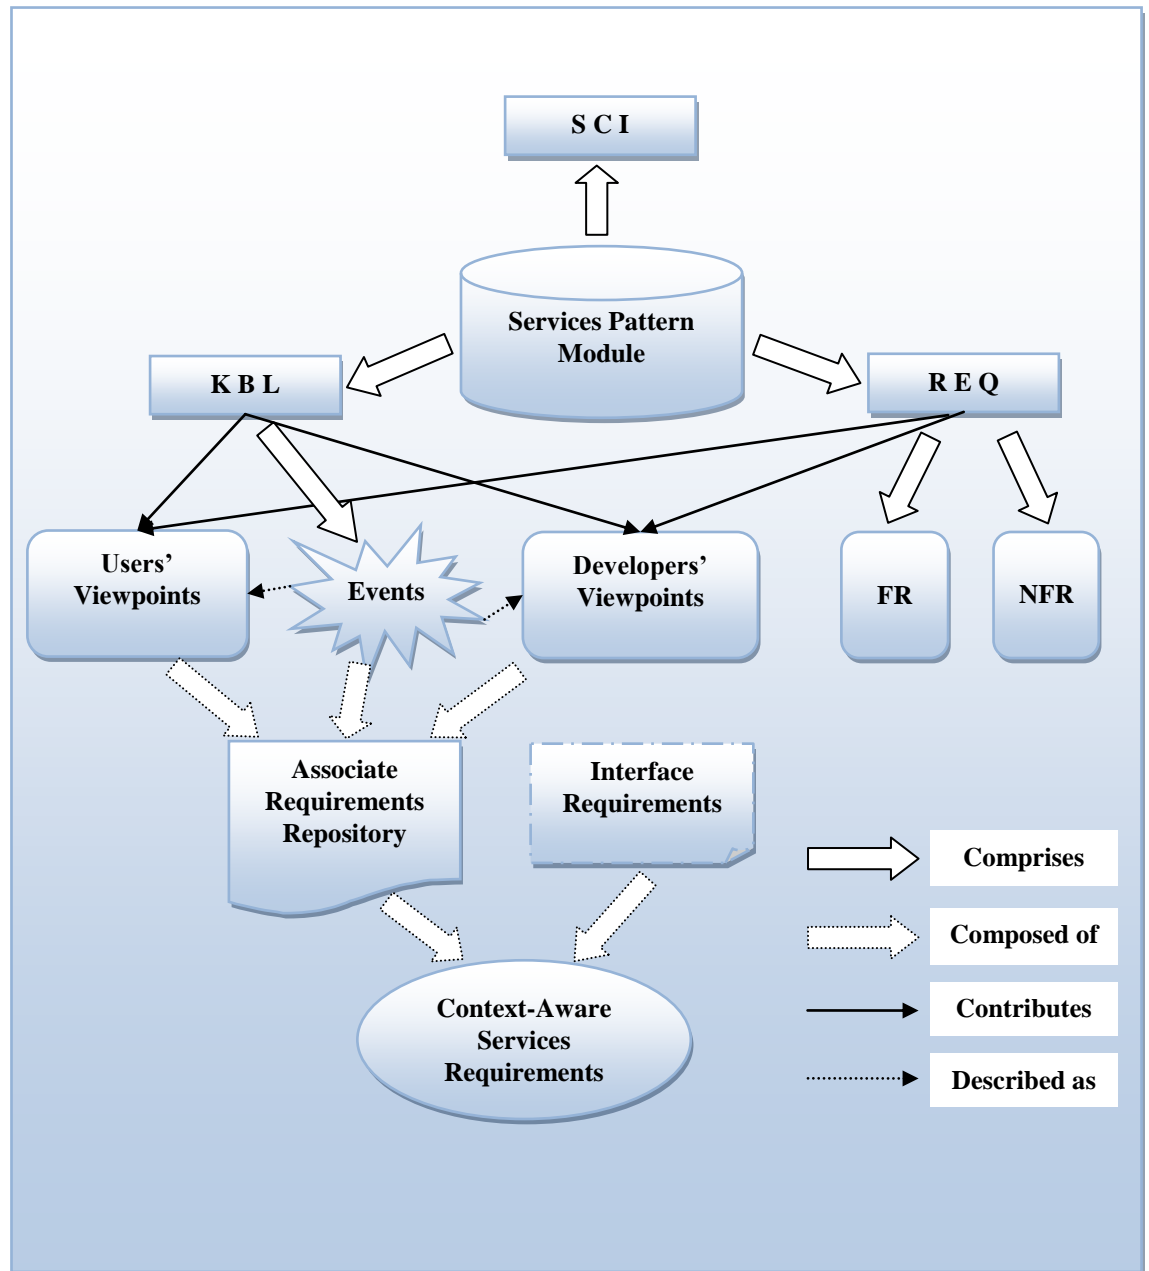 S C I
Services Pattern
Module
K B L
R E Q
Users’
Viewpoints
Events
Developers’
Viewpoints
FR
NFR
Associate
Requirements
Repository
Interface
Requirements
Comprises
Composed of
Context-Aware
Services
Requirements
Contributes
Described as